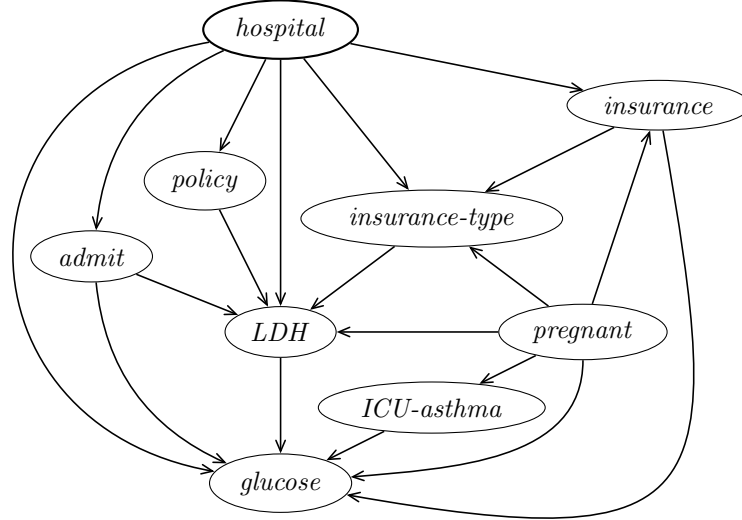 hospital
insurance
policy
insurance-type
admit
LDH
pregnant
ICU-asthma
glucose